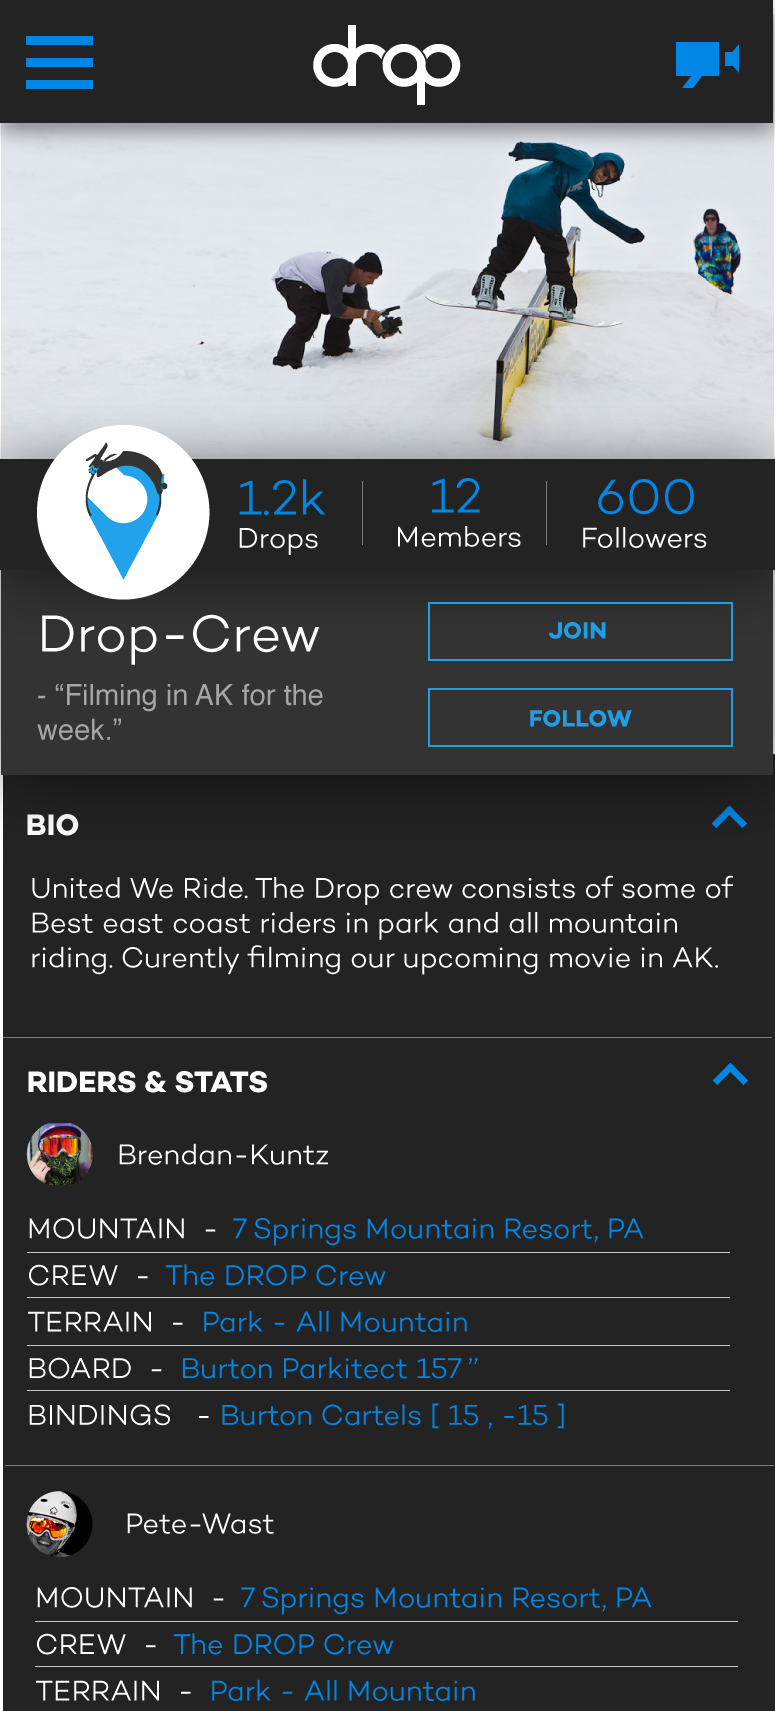 drop
1.2k
Drops
12
Members
600
Followers
Drop-Crew
JOIN
- “Filming in AK for the
week.”
FOLLOW
BIO
United We Ride. The Drop crew consists of some of
Best east coast riders in park and all mountain
riding. Curently filming our upcoming movie in AK.
RIDERS & STATS
Brendan-Kuntz
MOUNTAIN - 7 Springs Mountain Resort, PA
CREW - The DROP Crew
TERRAIN - Park - All Mountain
BOARD - Burton Parkitect 157 ”
BINDINGS - Burton Cartels [ 15 , -15 ]
Pete-Wast
MOUNTAIN - 7 Springs Mountain Resort, PA
CREW - The DROP Crew
TERRAIN - Park - All Mountain